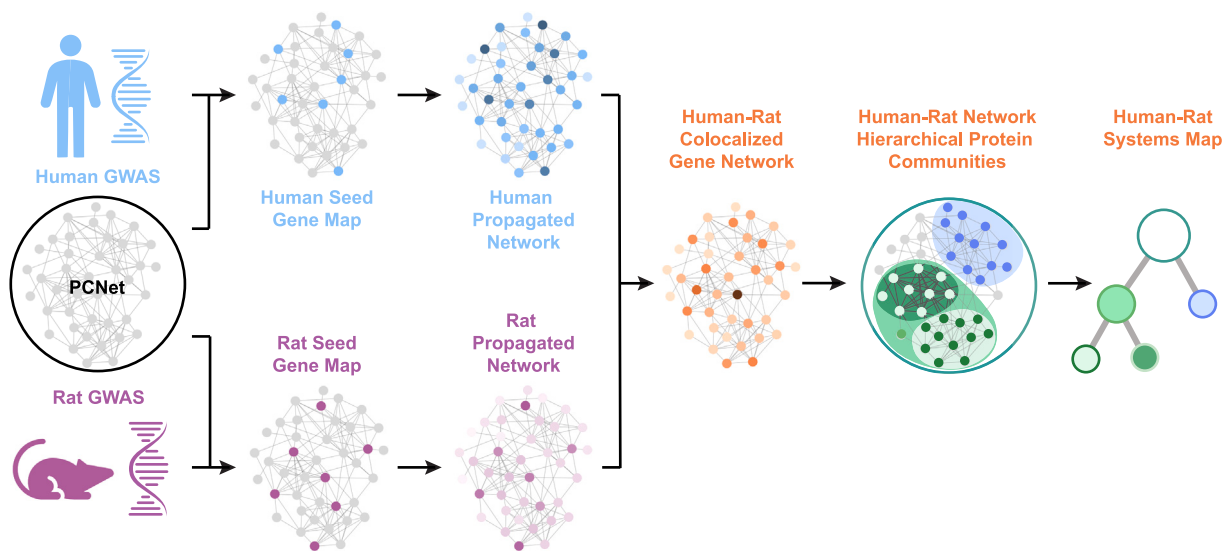 Human GWAS
PCNet
Rat GWAS
Human Seed
Gene Map
Human
Propagated
Network
Rat Seed
Gene Map
Rat
Propagated
Network
Human-Rat
Colocalized
Gene Network
Human-Rat Network
Hierarchical Protein
Communities
Human-Rat
Systems Map